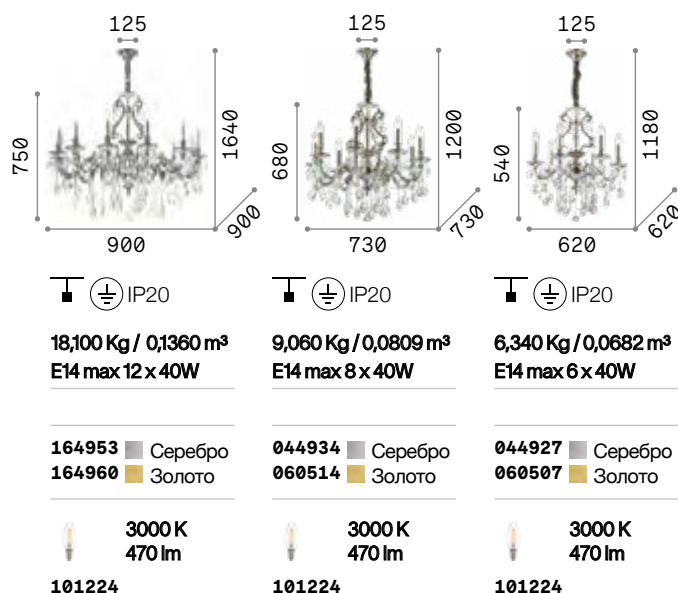 125
750
1640
900
900
IP20
18,100 Kg / 0,1360 m³
E14 max 12 x 40W
164953 Серебро
164960 Золото
3000 K
470 lm
101224
125
680
1200
730
730
IP20
9,060 Kg / 0,0809 m³
E14 max 8 x 40W
044934 Серебро
060514 Золото
3000 K
470 lm
101224
125
540
1180
620
620
IP20
6,340 Kg / 0,0682 m³
E14 max 6 x 40W
044927 Серебро
060507 Золото
3000 K
470 lm
101224